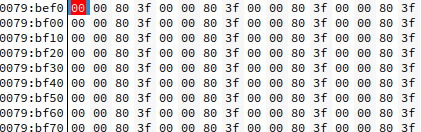 0079:bef0 00 00 80 3f 00 00 80 3f 00 00 80 3f 00 00 80 3f
0079:bf00 00 00 80 3f 00 00 80 3f 00 00 80 3f 00 00 80 3f
0079:bf10 00 00 80 3f 00 00 80 3f 00 00 80 3f 00 00 80 3f
0079:bf20 00 00 80 3f 00 00 80 3f 00 00 80 3f 00 00 80 3f
0079:bf30 00 00 80 3f 00 00 80 3f 00 00 80 3f 00 00 80 3f
0079:bf40 00 00 80 3f 00 00 80 3f 00 00 80 3f 00 00 80 3f
0079:bf50 00 00 80 3f 00 00 80 3f 00 00 80 3f 00 00 80 3f
0079:bf60 00 00 80 3f 00 00 80 3f 00 00 80 3f 00 00 80 3f
0079:bf70 00 00 80 3f 00 00 80 3f 00 00 80 3f 00 00 80 3f